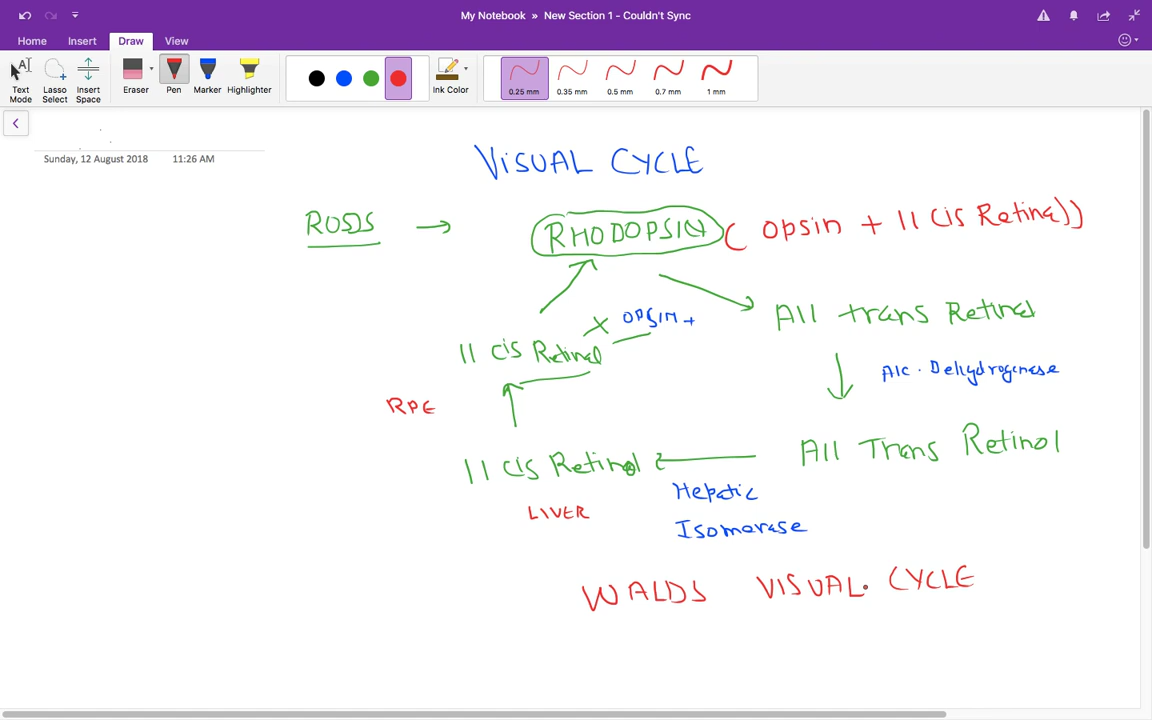 My Notebook » New Section 1 - Couldn't Sync
Home Insert Draw View
Text Mode
Lasso Select
Insert Space
Eraser
Pen
Marker
Highlighter
Ink Color
0.25 mm
0.35 mm
0.5 mm
0.7 mm
1 mm
Sunday, 12 August 2018 11:26 AM
VISUAL CYCLE
RODS → RHODOPSIN ( Opsin + 11 Cis Retinal))
11 cis Retinal
OPSIN +
All trans Retinal
Alc. Dehydrogenase
RPE
11 cis Retinol
All Trans Retinol
LIVER
Hepatic
Isomerase
WALDS VISUAL. CYCLE